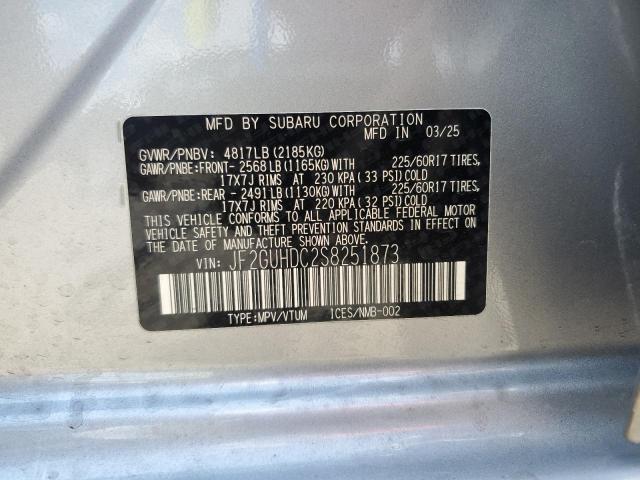 MFD BY SUBARU CORPORATION
MFD IN 03/25
GVWR/PNBV: 4817LB (2185KG)
GAWR/PNBE:FRONT- 2568LB (1165KG)WITH 225/60R17 TIRES,
17X7J RIMS AT 230 KPA (33 PSI)COLD
GAWR/PNBE:REAR - 2491LB (1130KG)WITH 225/60R17 TIRES,
17X7J RIMS AT 220 KPA (32 PSI)COLD
THIS VEHICLE CONFORMS TO ALL APPLICABLE FEDERAL MOTOR
VEHICLE SAFETY AND THEFT PREVENTION STANDARDS IN EFFECT ON
THE DATE OF MANUFACTURE SHOWN ABOVE.
VIN: JF2GUHDC2S8251873
TYPE:MPV/VTUM ICES/NMB-002